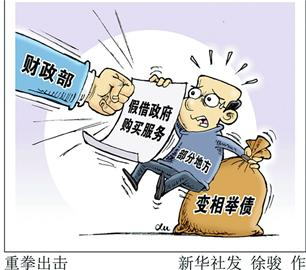 财政部
假借政府
购买服务
部分地方
变相举债
重拳出击 新华社发 徐骏 作